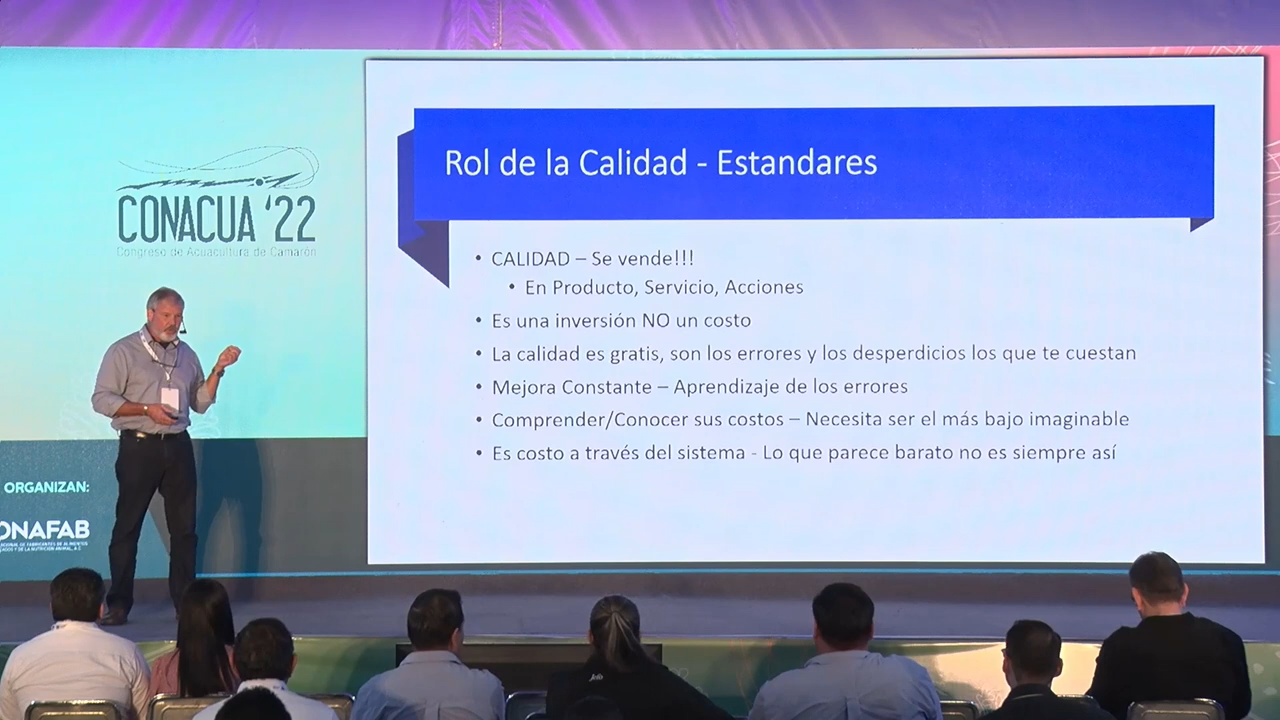 CONACUA '22
Congreso de Acuacultura de Camarón
ORGANIZAN:
ONAFAB
Rol de la Calidad - Estandares
• CALIDAD – Se vende!!!
• En Producto, Servicio, Acciones
• Es una inversión NO un costo
• La calidad es gratis, son los errores y los desperdicios los que te cuestan
• Mejora Constante – Aprendizaje de los errores
• Comprender/Conocer sus costos – Necesita ser el más bajo imaginable
• Es costo a través del sistema - Lo que parece barato no es siempre así